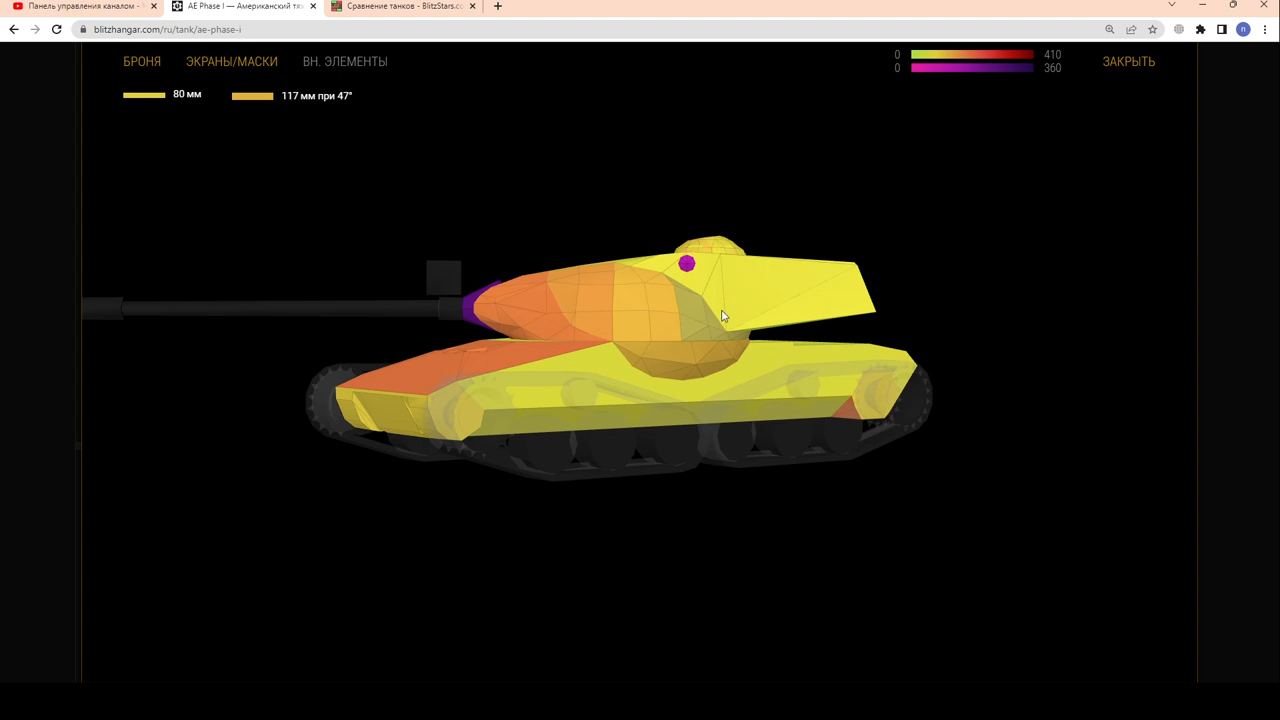 Панель управления каналом -
AE Phase I — Американский тя
Сравнение танков - BlitzStars.co
blitzhangar.com/ru/tank/ae-phase-i
п
БРОНЯ ЭКРАНЫ/МАСКИ ВН. ЭЛЕМЕНТЫ
0 410
0 360
ЗАКРЫТЬ
80 мм 117 мм при 47°